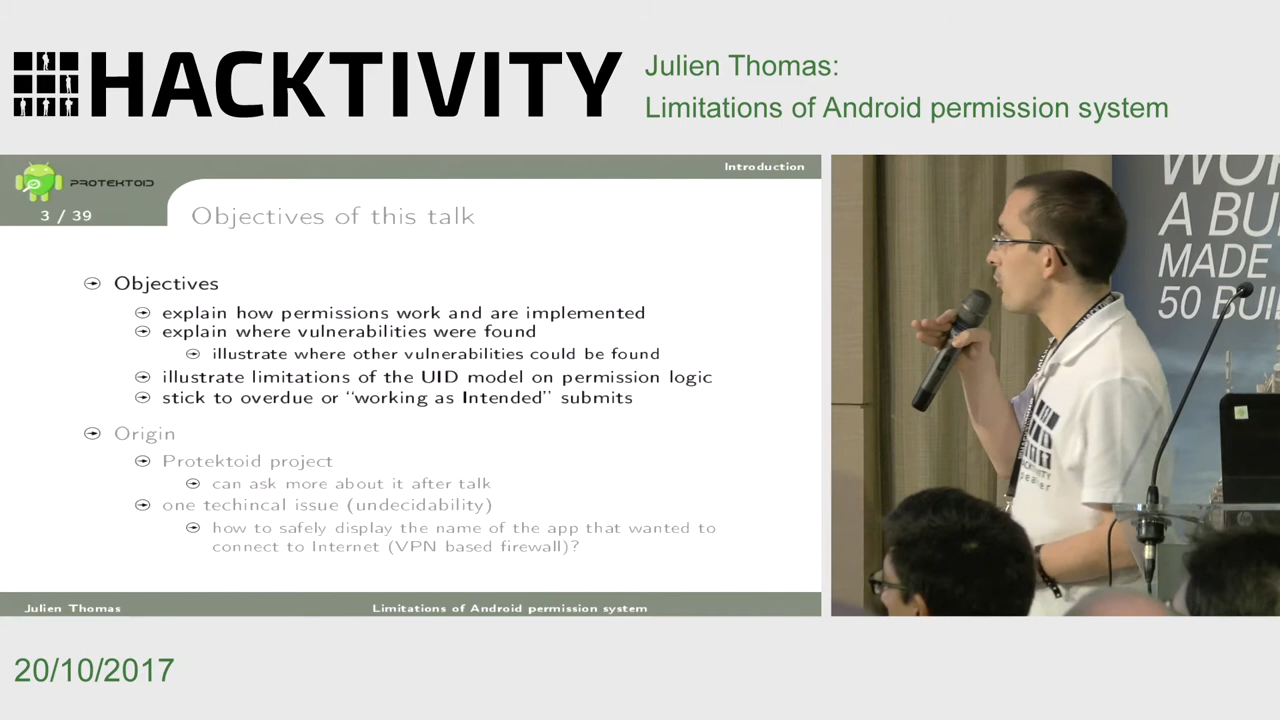 HACKTIVITY
Julien Thomas:
Limitations of Android permission system
PROTEKTOID
Introduction
3 / 39
Objectives of this talk
Objectives
explain how permissions work and are implemented
explain where vulnerabilities were found
illustrate where other vulnerabilities could be found
illustrate limitations of the UID model on permission logic
stick to overdue or “working as Intended” submits
Origin
Protektoid project
can ask more about it after talk
one techincal issue (undecidability)
how to safely display the name of the app that wanted to
connect to Internet (VPN based firewall)?
Julien Thomas
Limitations of Android permission system
A BU
MADE
50 BUI
20/10/2017